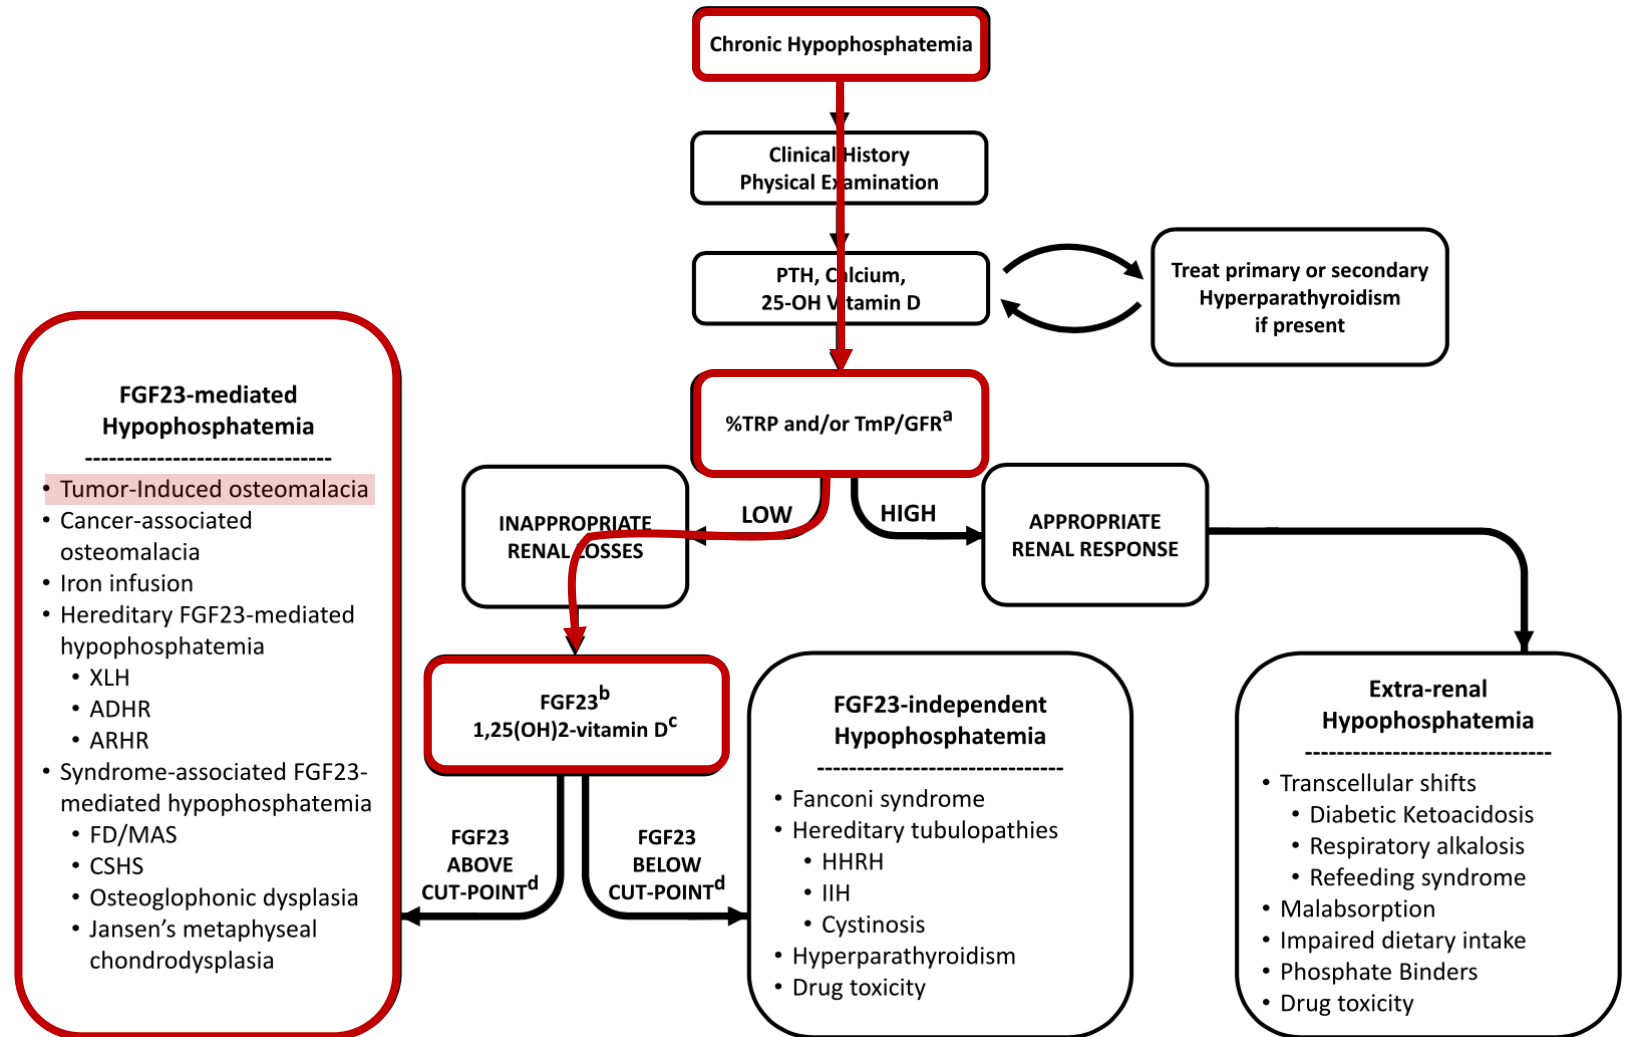 Chronic Hypophosphatemia
Clinical History
Physical Examination
PTH, Calcium,
25-OH Vitamin D
Treat primary or secondary
Hyperparathyroidism
if present
%TRP and/or TmP/GFRa
LOW
HIGH
INAPPROPRIATE
RENAL LOSSES
APPROPRIATE
RENAL RESPONSE
FGF23b
1,25(OH)2-vitamin Dc
FGF23
ABOVE
CUT-POINTd
FGF23
BELOW
CUT-POINTd
FGF23-mediated
Hypophosphatemia
-------------------------------
• Tumor-Induced osteomalacia
• Cancer-associated
osteomalacia
• Iron infusion
• Hereditary FGF23-mediated
hypophosphatemia
• XLH
• ADHR
• ARHR
• Syndrome-associated FGF23-
mediated hypophosphatemia
• FD/MAS
• CSHS
• Osteoglophonic dysplasia
• Jansen's metaphyseal
chondrodysplasia
FGF23-independent
Hypophosphatemia
-------------------------------
• Fanconi syndrome
• Hereditary tubulopathies
• HHRH
• IIH
• Cystinosis
• Hyperparathyroidism
• Drug toxicity
Extra-renal
Hypophosphatemia
-------------------------------
• Transcellular shifts
• Diabetic Ketoacidosis
• Respiratory alkalosis
• Refeeding syndrome
• Malabsorption
• Impaired dietary intake
• Phosphate Binders
• Drug toxicity